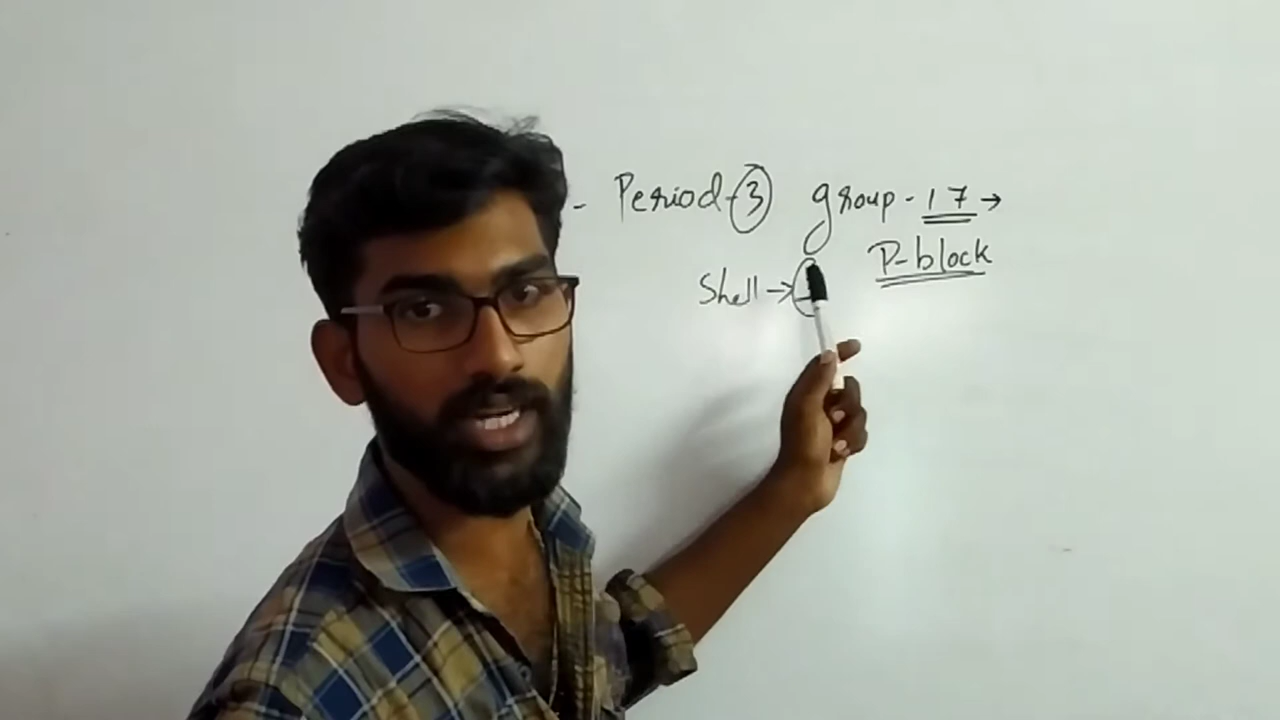 - Period-3 group-17 →
P-block
Shell →